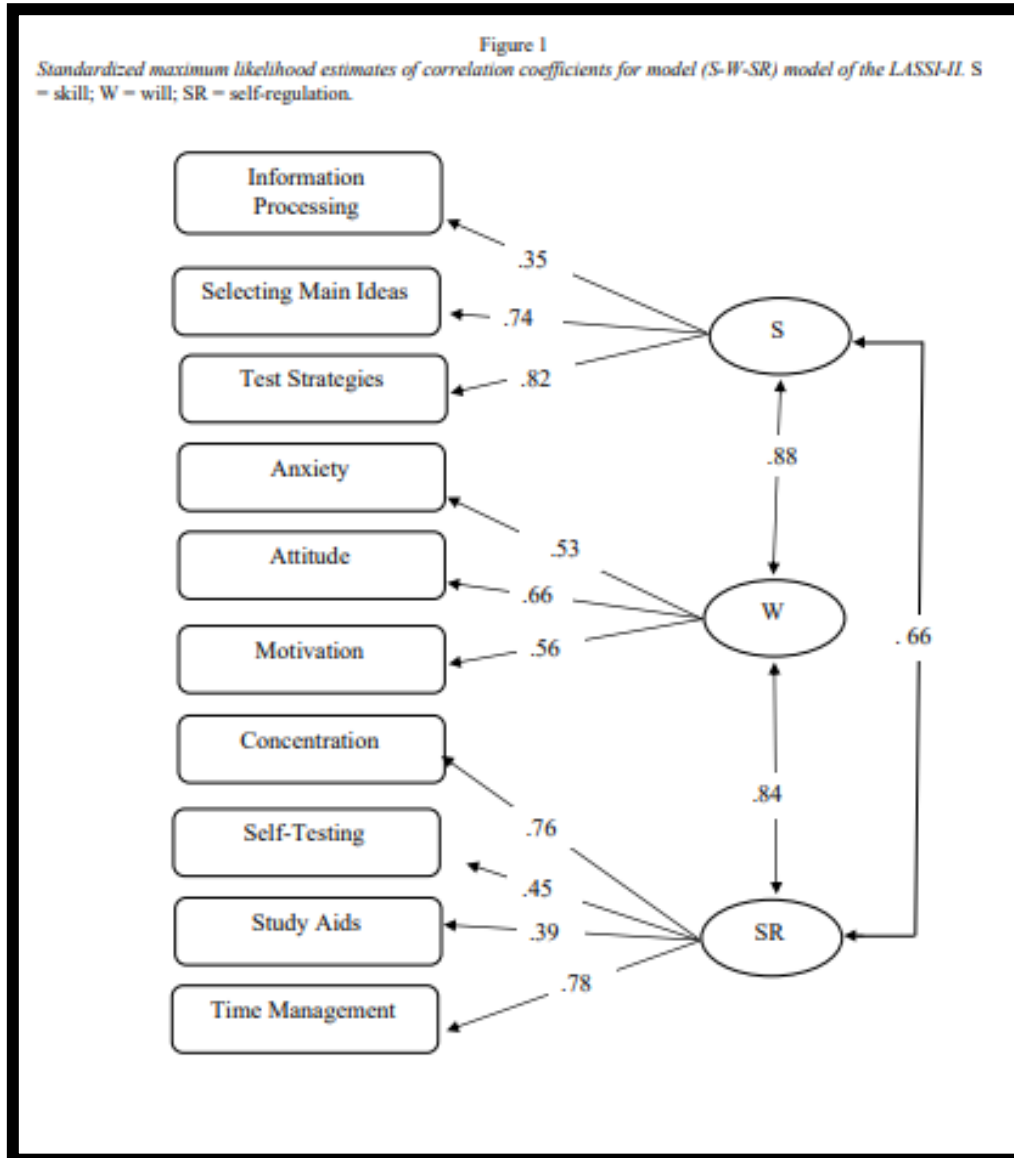 Figure 1
Standardized maximum likelihood estimates of correlation coefficients for model (S-W-SR) model of the LASSI-II. S
= skill; W = will; SR = self-regulation.
Information
Processing
.35
Selecting Main Ideas
.74
S
Test Strategies
.82
Anxiety
.88
.53
Attitude
.66
W
Motivation
.56
. 66
Concentration
.84
.76
Self-Testing
.45
Study Aids
.39
SR
.78
Time Management